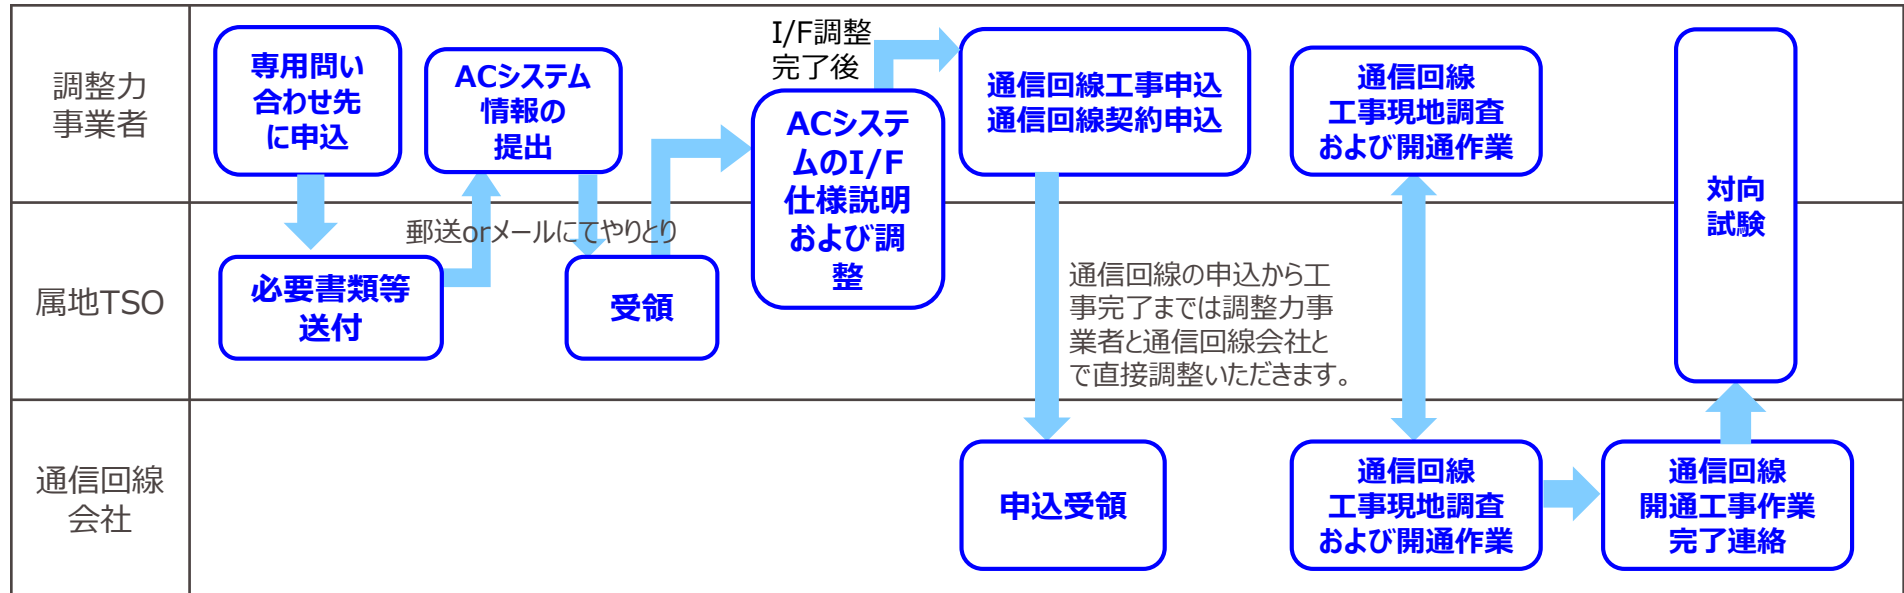 調整力
事業者
専用問い
合わせ先
に申込
ACシステム
情報の
提出
I/F調整
完了後
ACシステ
ムのI/F
仕様説明
および調
整
通信回線工事申込
通信回線契約申込
通信回線
工事現地調査
および開通作業
対向
試験
属地TSO
郵送orメールにてやりとり
必要書類等
送付
受領
通信回線の申込から工
事完了までは調整力事
業者と通信回線会社と
で直接調整いただきます。
通信回線
会社
申込受領
通信回線
工事現地調査
および開通作業
通信回線
開通工事作業
完了連絡